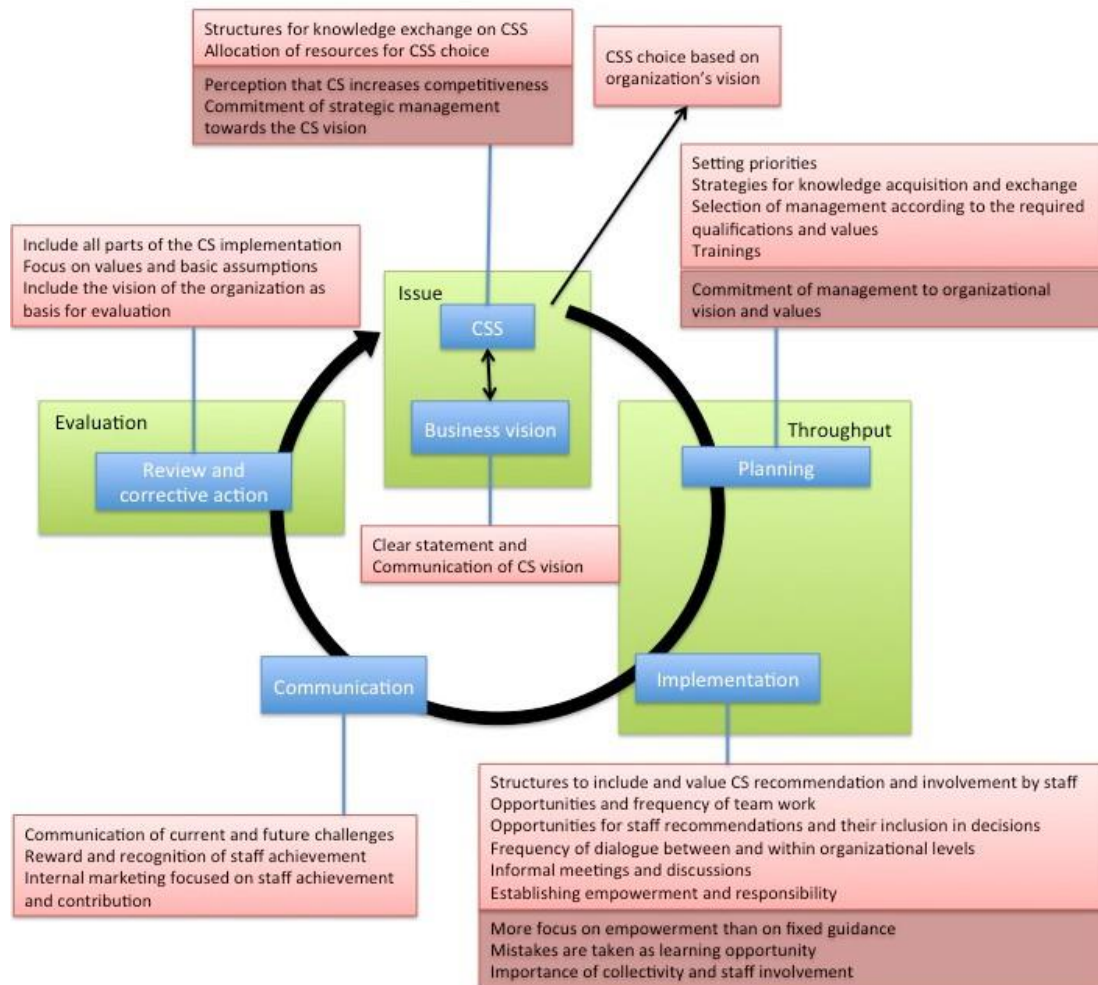 Structures for knowledge exchange on CSS
Allocation of resources for CSS choice
Perception that CS increases competitiveness
Commitment of strategic management
towards the CS vision
CSS choice based on
organization's vision
Setting priorities
Strategies for knowledge acquisition and exchange
Selection of management according to the required
qualifications and values
Trainings
Commitment of management to organizational
vision and values
Include all parts of the CS implementation
Focus on values and basic assumptions
Include the vision of the organization as
basis for evaluation
Issue
CSS
Business vision
Evaluation
Review and
corrective action
Throughput
Planning
Clear statement and
Communication of CS vision
Communication
Implementation
Communication of current and future challenges
Reward and recognition of staff achievement
Internal marketing focused on staff achievement
and contribution
Structures to include and value CS recommendation and involvement by staff
Opportunities and frequency of team work
Opportunities for staff recommendations and their inclusion in decisions
Frequency of dialogue between and within organizational levels
Informal meetings and discussions
Establishing empowerment and responsibility
More focus on empowerment than on fixed guidance
Mistakes are taken as learning opportunity
Importance of collectivity and staff involvement